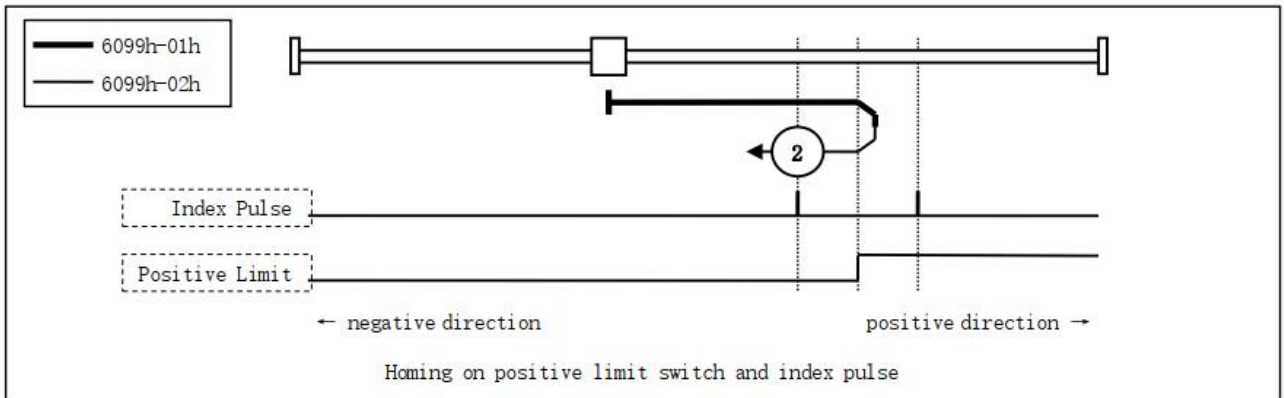 6099h-01h
6099h-02h
2
Index Pulse
Positive Limit
← negative direction
positive direction →
Homing on positive limit switch and index pulse